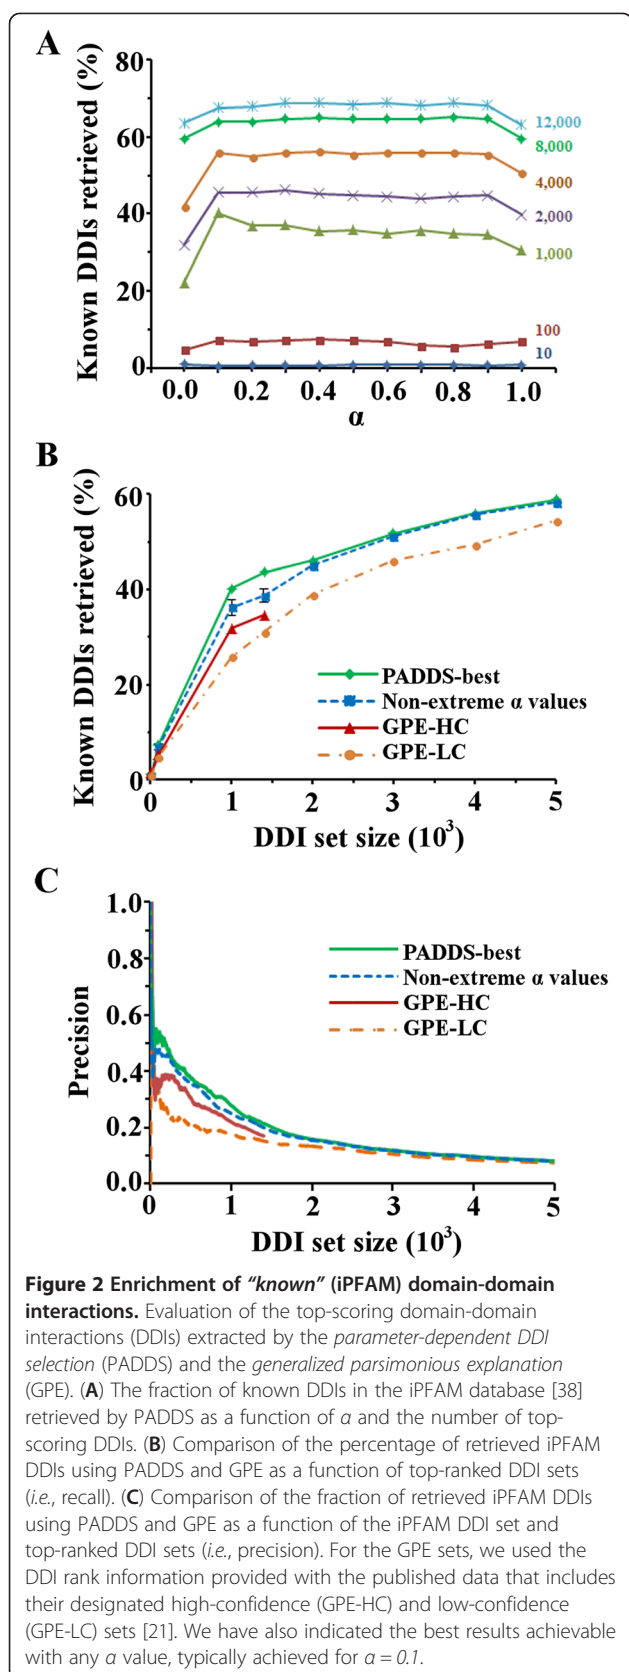 A
Known DDIs retrieved (%)
80
60
40
20
0
12,000
8,000
4,000
2,000
1,000
100
10
0.0 0.2 0.4 0.6 0.8 1.0
α
B
Known DDIs retrieved (%)
60
40
20
0
PADDS-best
Non-extreme α values
GPE-HC
GPE-LC
0 1 2 3 4 5
DDI set size (10³)
C
Precision
1.0
0.8
0.6
0.4
0.2
0.0
PADDS-best
Non-extreme α values
GPE-HC
GPE-LC
0 1 2 3 4 5
DDI set size (10³)
Figure 2 Enrichment of "known" (iPFAM) domain-domain
interactions. Evaluation of the top-scoring domain-domain
interactions (DDIs) extracted by the parameter-dependent DDI
selection (PADDS) and the generalized parsimonious explanation
(GPE). (A) The fraction of known DDIs in the iPFAM database [38]
retrieved by PADDS as a function of α and the number of top-
scoring DDIs. (B) Comparison of the percentage of retrieved iPFAM
DDIs using PADDS and GPE as a function of top-ranked DDI sets
(i.e., recall). (C) Comparison of the fraction of retrieved iPFAM DDIs
using PADDS and GPE as a function of the iPFAM DDI set and
top-ranked DDI sets (i.e., precision). For the GPE sets, we used the
DDI rank information provided with the published data that includes
their designated high-confidence (GPE-HC) and low-confidence
(GPE-LC) sets [21]. We have also indicated the best results achievable
with any α value, typically achieved for α = 0.1.